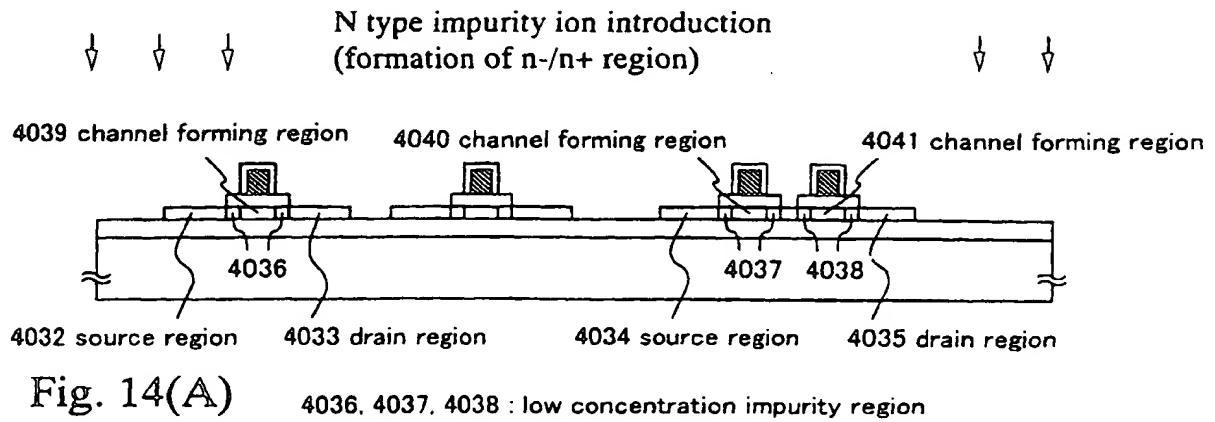 N type impurity ion introduction
(formation of n-/n+ region)
4039 channel forming region
4040 channel forming region
4041 channel forming region
4036
4037
4038
4032 source region
4033 drain region
4034 source region
4035 drain region
Fig. 14(A)
4036, 4037, 4038 : low concentration impurity region